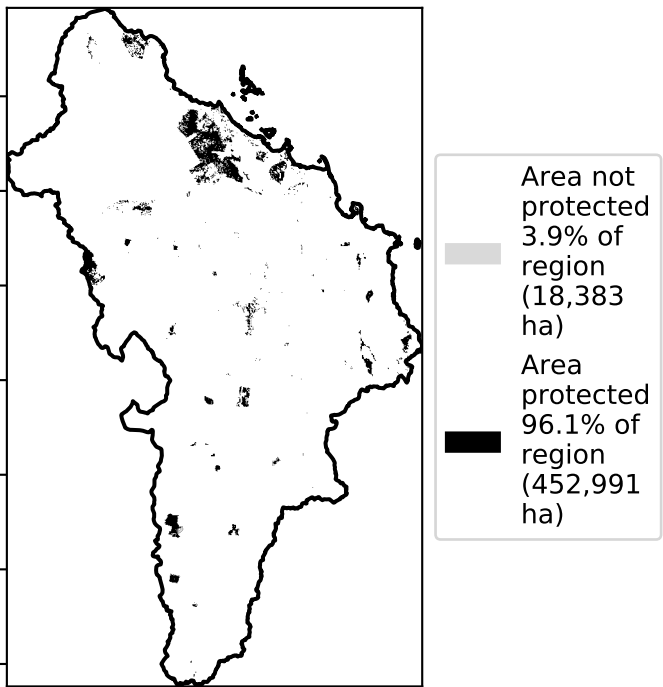 Area not
protected
3.9% of
region
(18,383
ha)
Area
protected
96.1% of
region
(452,991
ha)